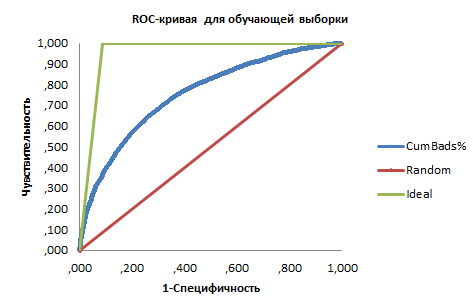 ROC-кривая для обучающей выборки
Чувствительность
1,000
,900
,800
,700
,600
,500
,400
,300
,200
,100
,000
,000 ,200 ,400 ,600 ,800 1,000
1-Специфичность
CumBads%
Random
Ideal